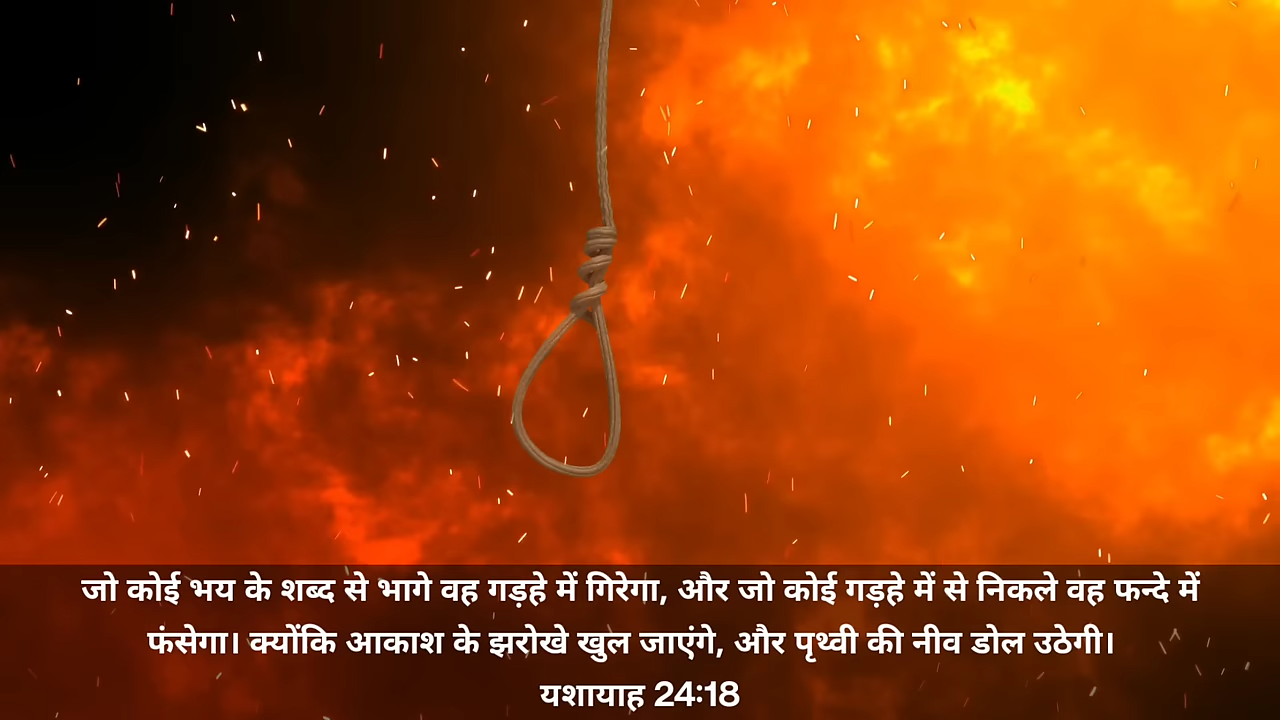 जो कोई भय के शब्द से भागे वह गड़हे में गिरेगा, और जो कोई गड़हे में से निकले वह फन्दे में
फंसेगा। क्योंकि आकाश के झरोखे खुल जाएंगे, और पृथ्वी की नीव डोल उठेगी।
यशायाह 24:18